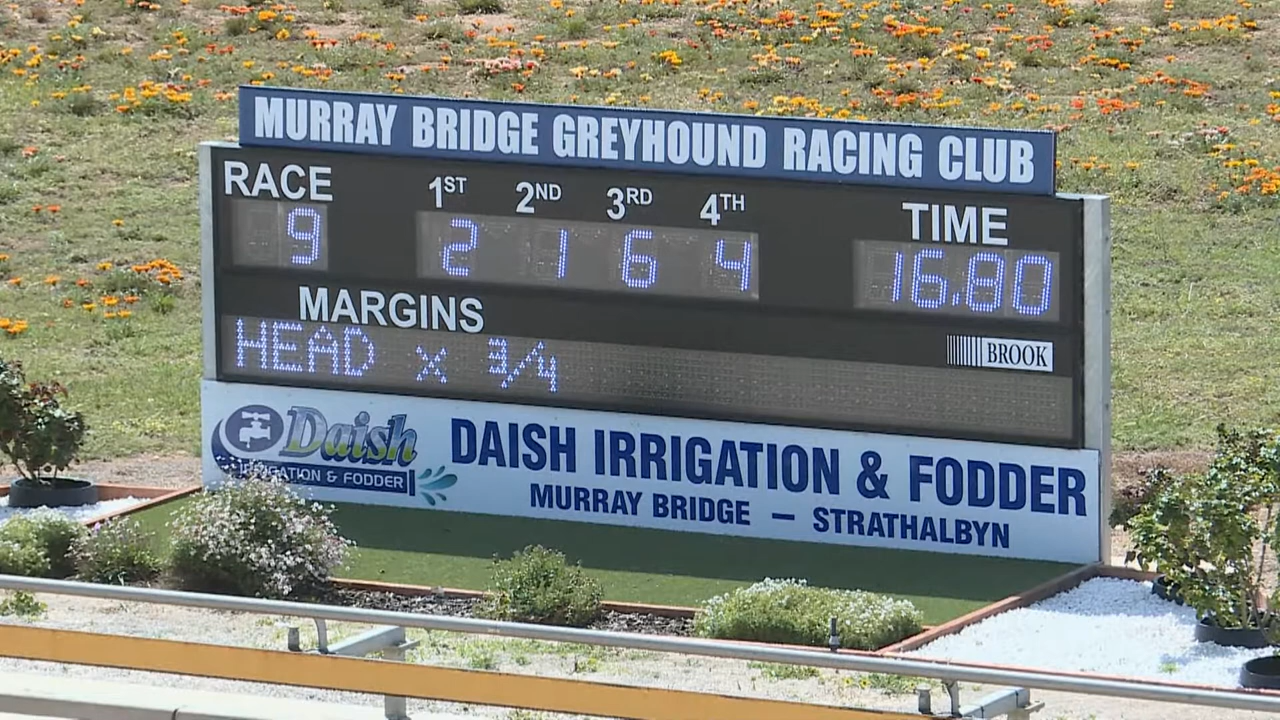 MURRAY BRIDGE GREYHOUND RACING CLUB
RACE 1ST 2ND 3RD 4TH TIME
9 2 1 6 4 16.80
MARGINS
HEAD x 3/4
BROOK
Daish
IRRIGATION & FODDER
DAISH IRRIGATION & FODDER
MURRAY BRIDGE – STRATHALBYN